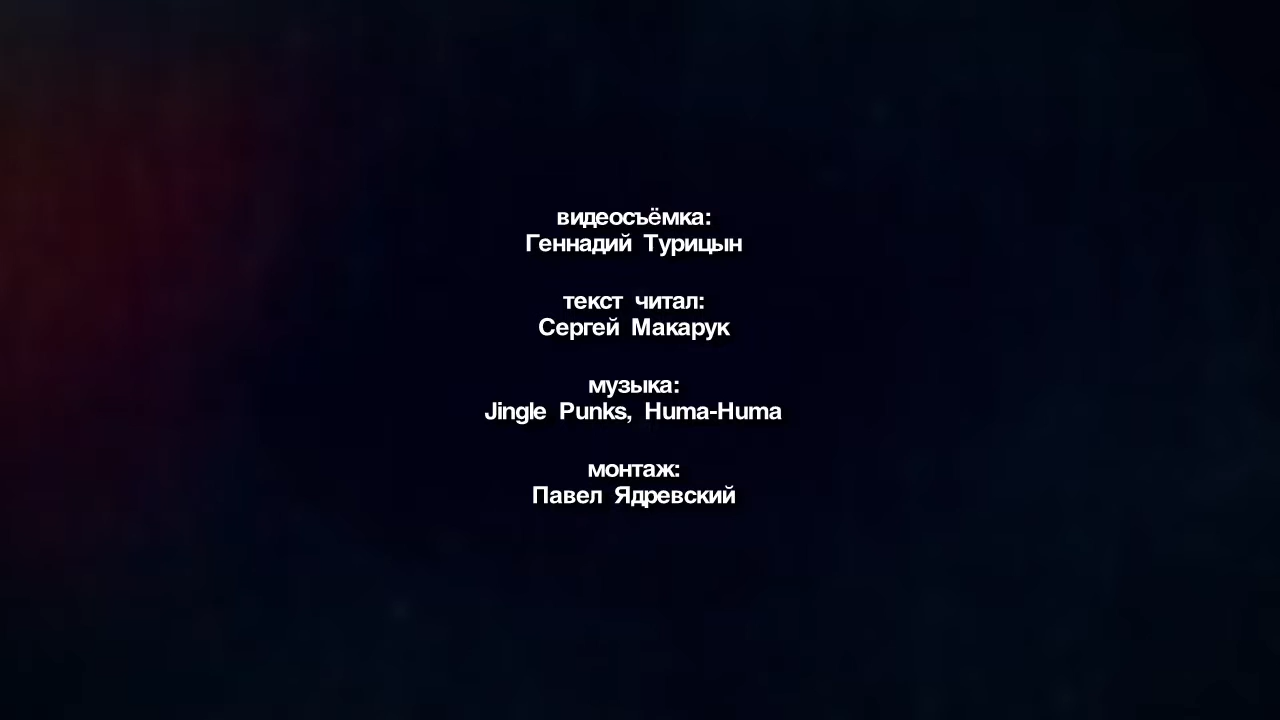 видеосъёмка:
Геннадий Турицын
текст читал:
Сергей Макарук
музыка:
Jingle Punks, Huma-Huma
монтаж:
Павел Ядревский